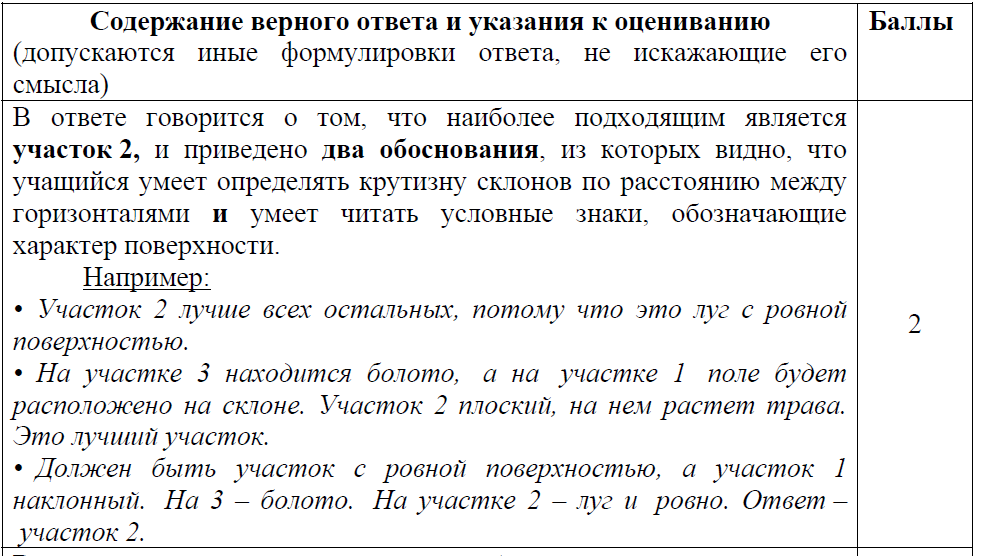 Содержание верного ответа и указания к оцениванию
Баллы
(допускаются иные формулировки ответа, не искажающие его
смысла)
В ответе говорится о том, что наиболее подходящим является
участок 2, и приведено два обоснования, из которых видно, что
учащийся умеет определять крутизну склонов по расстоянию между
горизонталями и умеет читать условные знаки, обозначающие
характер поверхности.
Например:
• Участок 2 лучше всех остальных, потому что это луг с ровной
поверхностью.
• На участке 3 находится болото, а на участке 1 поле будет
расположено на склоне. Участок 2 плоский, на нем растет трава.
Это лучший участок.
• Должен быть участок с ровной поверхностью, а участок 1
наклонный. На 3 – болото. На участке 2 – луг и ровно. Ответ –
участок 2.
2